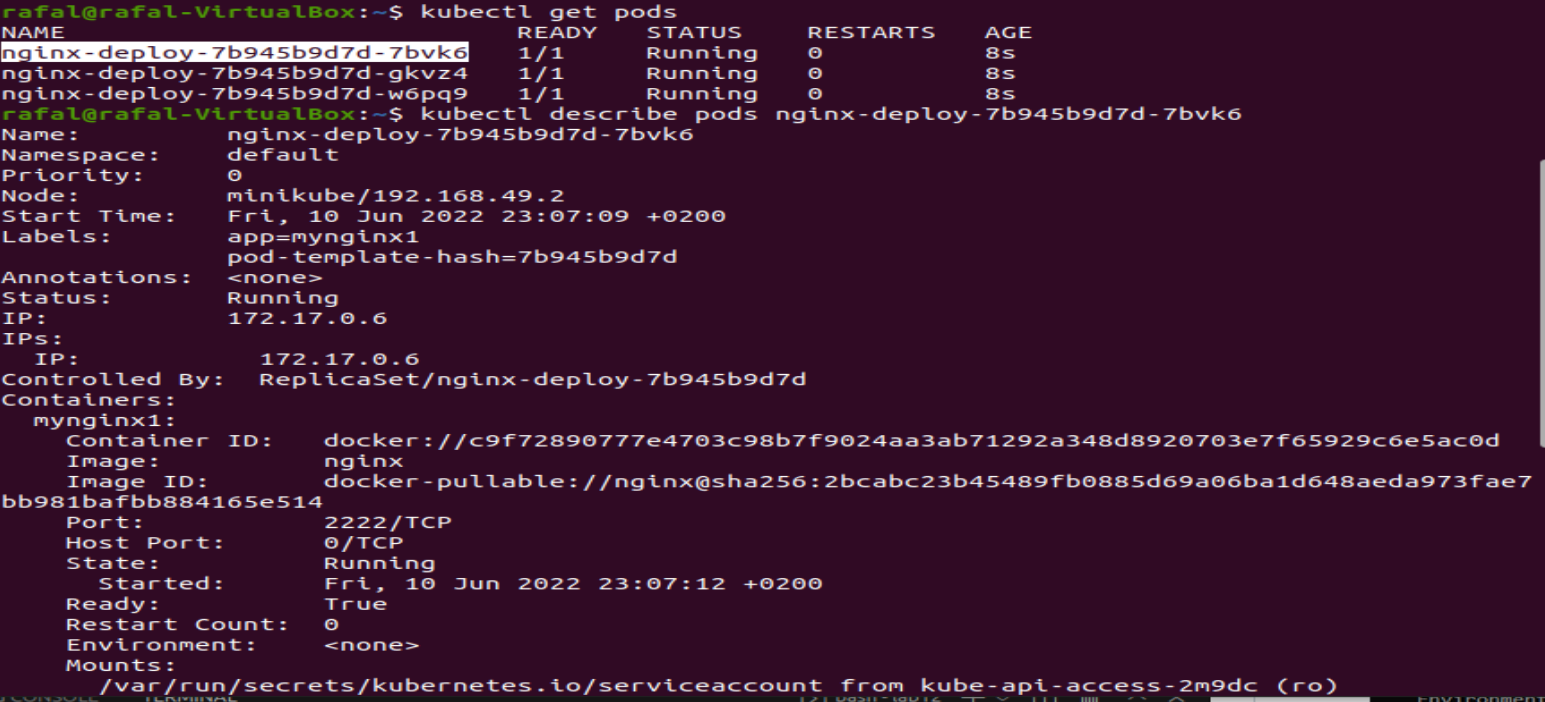 rafal@rafal-VirtualBox:~$ kubectl get pods
NAME READY STATUS RESTARTS AGE
nginx-deploy-7b945b9d7d-7bvk6 1/1 Running 0 8s
nginx-deploy-7b945b9d7d-gkvz4 1/1 Running 0 8s
nginx-deploy-7b945b9d7d-w6pq9 1/1 Running 0 8s
rafal@rafal-VirtualBox:~$ kubectl describe pods nginx-deploy-7b945b9d7d-7bvk6
Name: nginx-deploy-7b945b9d7d-7bvk6
Namespace: default
Priority: 0
Node: minikube/192.168.49.2
Start Time: Fri, 10 Jun 2022 23:07:09 +0200
Labels: app=mynginx1
pod-template-hash=7b945b9d7d
Annotations: <none>
Status: Running
IP: 172.17.0.6
IPs:
IP: 172.17.0.6
Controlled By: ReplicaSet/nginx-deploy-7b945b9d7d
Containers:
mynginx1:
Container ID: docker://c9f72890777e4703c98b7f9024aa3ab71292a348d8920703e7f65929c6e5ac0d
Image: nginx
Image ID: docker-pullable://nginx@sha256:2bcabc23b45489fb0885d69a06ba1d648aeda973fae7
bb981bafbb884165e514
Port: 2222/TCP
Host Port: 0/TCP
State: Running
Started: Fri, 10 Jun 2022 23:07:12 +0200
Ready: True
Restart Count: 0
Environment: <none>
Mounts:
/var/run/secrets/kubernetes.io/serviceaccount from kube-api-access-2m9dc (ro)